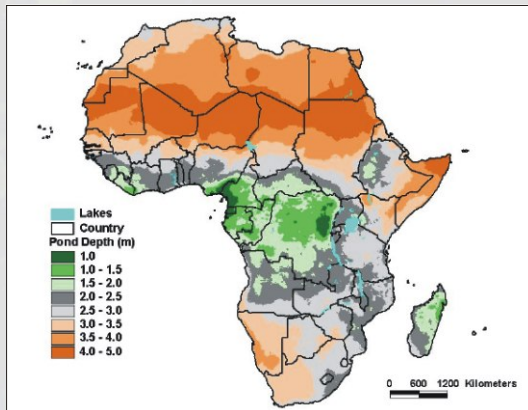 Lakes
Country
Pond Depth (m)
1.0
1.0 - 1.5
1.5 - 2.0
2.0 - 2.5
2.5 - 3.0
3.0 - 3.5
3.5 - 4.0
4.0 - 5.0
0 600 1200 Kilometers